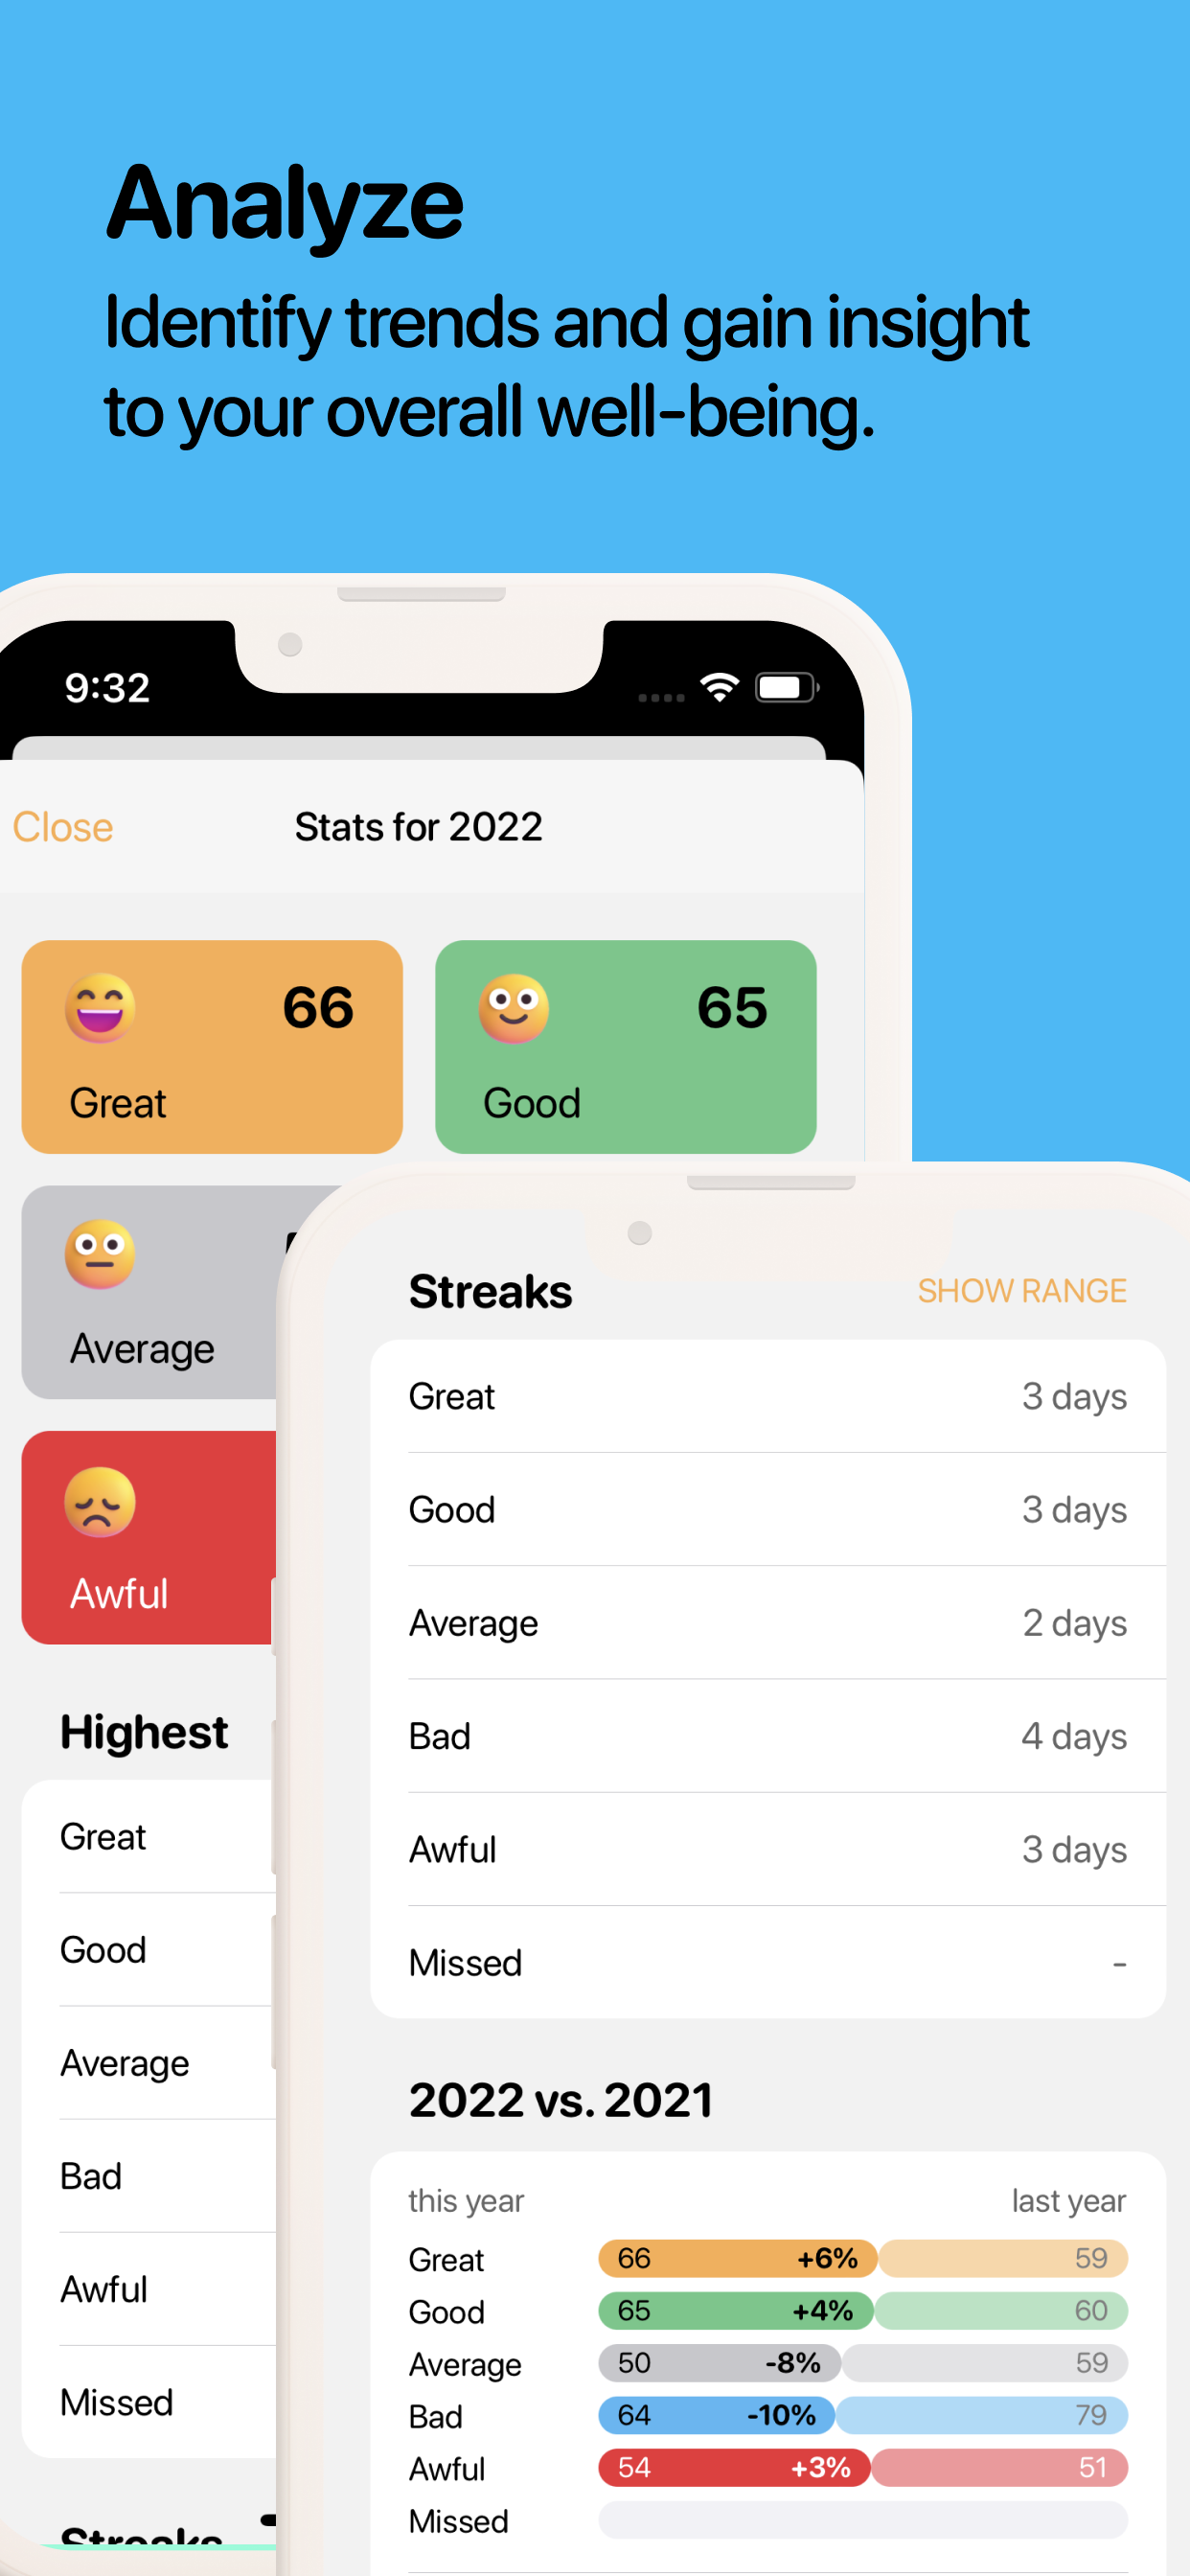 Analyze
Identify trends and gain insight
to your overall well-being.
9:32
Close
Stats for 2022
66
Great
65
Good
Average
Awful
Highest
Great
Good
Average
Bad
Awful
Missed
Streaks
Streaks
SHOW RANGE
Great 3 days
Good 3 days
Average 2 days
Bad 4 days
Awful 3 days
Missed -
2022 vs. 2021
this year last year
Great 66 +6% 59
Good 65 +4% 60
Average 50 -8% 59
Bad 64 -10% 79
Awful 54 +3% 51
Missed